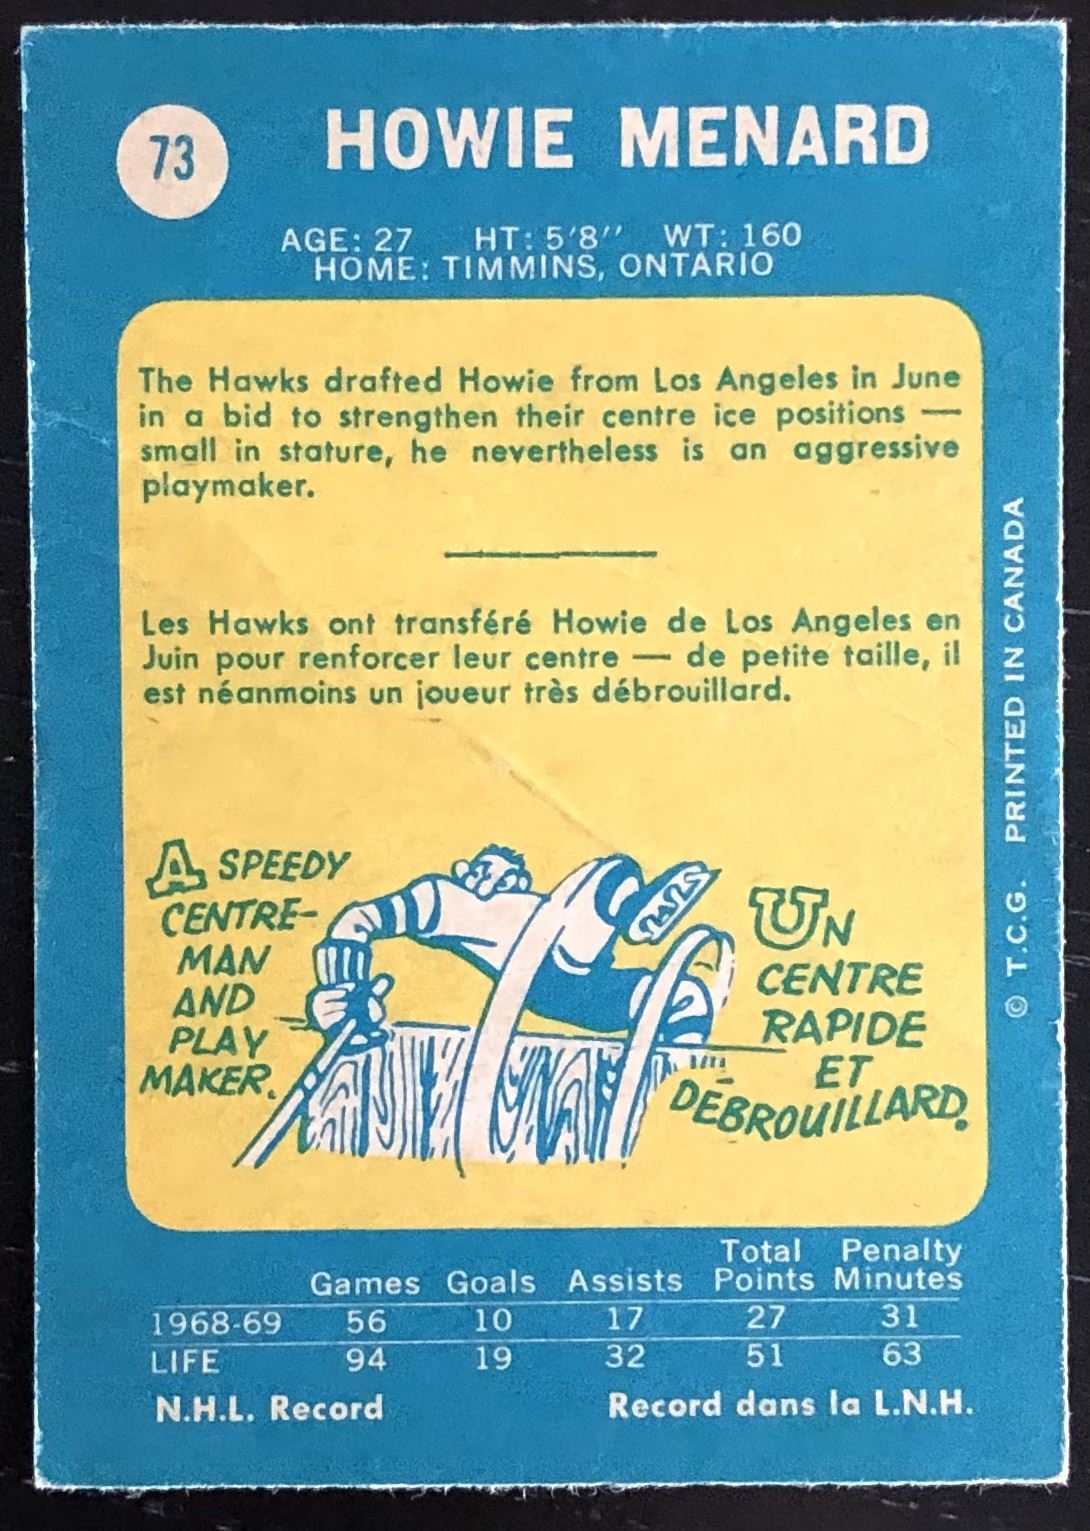 73
HOWIE MENARD
AGE: 27 HT: 5'8'' WT: 160
HOME: TIMMINS, ONTARIO
The Hawks drafted Howie from Los Angeles in June
in a bid to strengthen their centre ice positions —
small in stature, he nevertheless is an aggressive
playmaker.
Les Hawks ont transféré Howie de Los Angeles en
Juin pour renforcer leur centre — de petite taille, il
est néanmoins un joueur très débrouillard.
A SPEEDY
CENTRE-
MAN
AND
PLAY
MAKER.
UN
CENTRE
RAPIDE
ET
DÉBROUILLARD.
© T.C.G. PRINTED IN CANADA
Total Penalty
Games Goals Assists Points Minutes
1968-69 56 10 17 27 31
LIFE 94 19 32 51 63
N.H.L. Record Record dans la L.N.H.